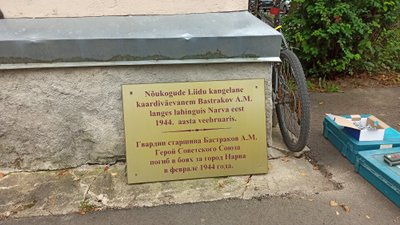 Nõukogude Liidu kangelane
kaardiväevanem Bastrakov A.M.
langes lahinguis Narva eest
1944. aasta veebruaris.
Гвардии старшина Бастраков А.М.
Герой Советского Союза
погиб в боях за город Нарва
в феврале 1944 года.